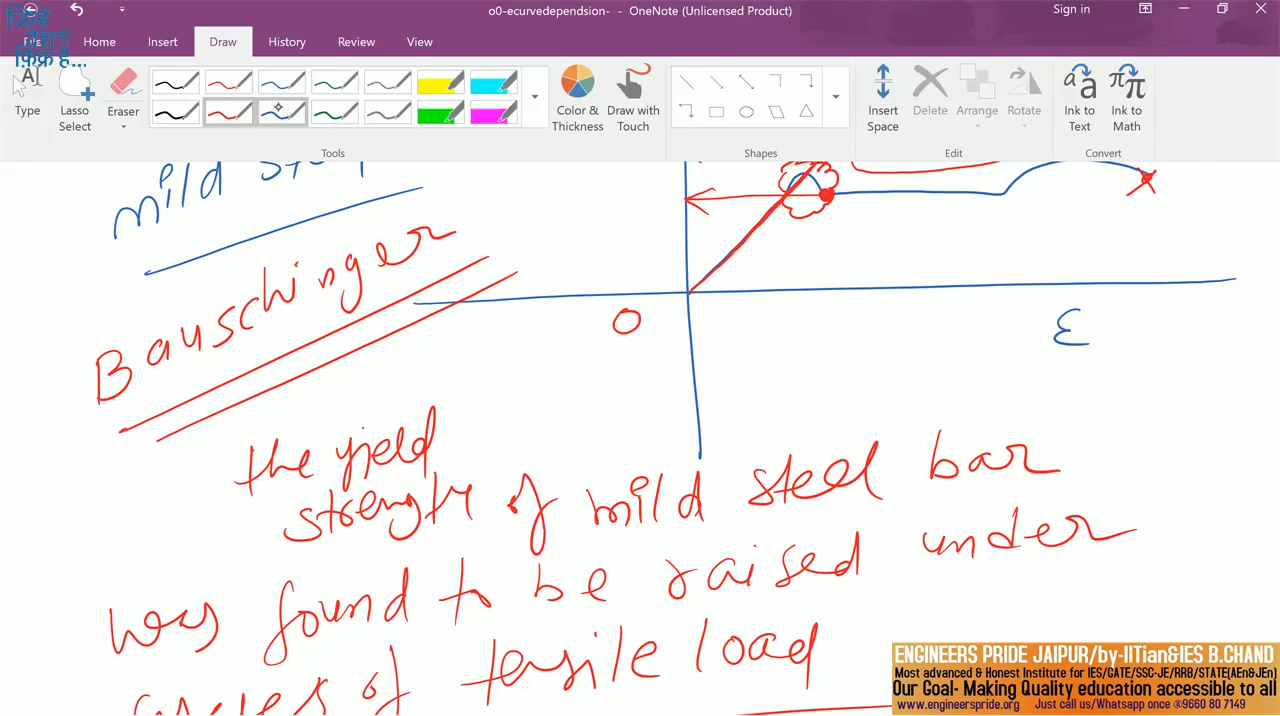 o0-ecurvedependsion- - OneNote (Unlicensed Product)
Sign in
जिन्हें
फ़िक्र है...
File Home Insert Draw History Review View
Type
Lasso Select
Eraser
Color & Thickness
Draw with Touch
Insert Space
Delete
Arrange
Rotate
Ink to Text
Ink to Math
Tools
Shapes
Edit
Convert
mild
Bauschinger
O
ε
the yield
strength of mild steel bar
was found to be raised under
of tensile load
ENGINEERS PRIDE JAIPUR/by-IITian&IES B.CHAND
Most advanced & Honest Institute for IES/GATE/SSC-JE/RRB/STATE(AEn&JEn)
Our Goal- Making Quality education accessible to all
www.engineerspride.org Just call us/Whatsapp once @9660 80 7149